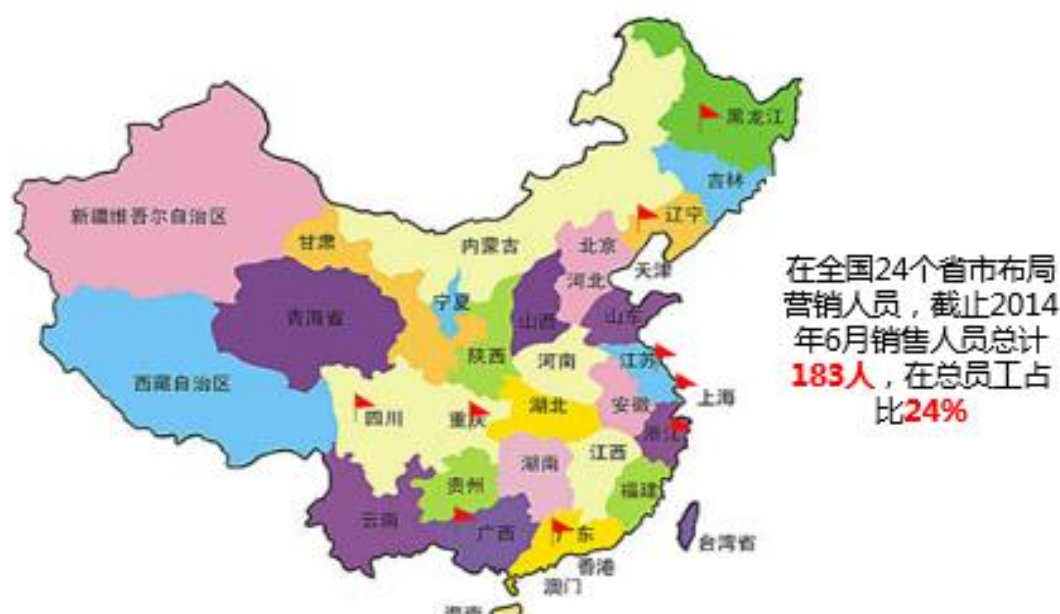 黑龙江
吉林
辽宁
新疆维吾尔自治区
甘肃
内蒙古
北京
天津
河北
宁夏
青海省
山西
山东
陕西
河南
江苏
西藏自治区
上海
安徽
湖北
四川
重庆
浙江
江西
湖南
贵州
福建
云南
广西
广东
台湾省
香港
澳门
海南
在全国24个省市布局
营销人员，截止2014
年6月销售人员总计
183人，在总员工占
比24%